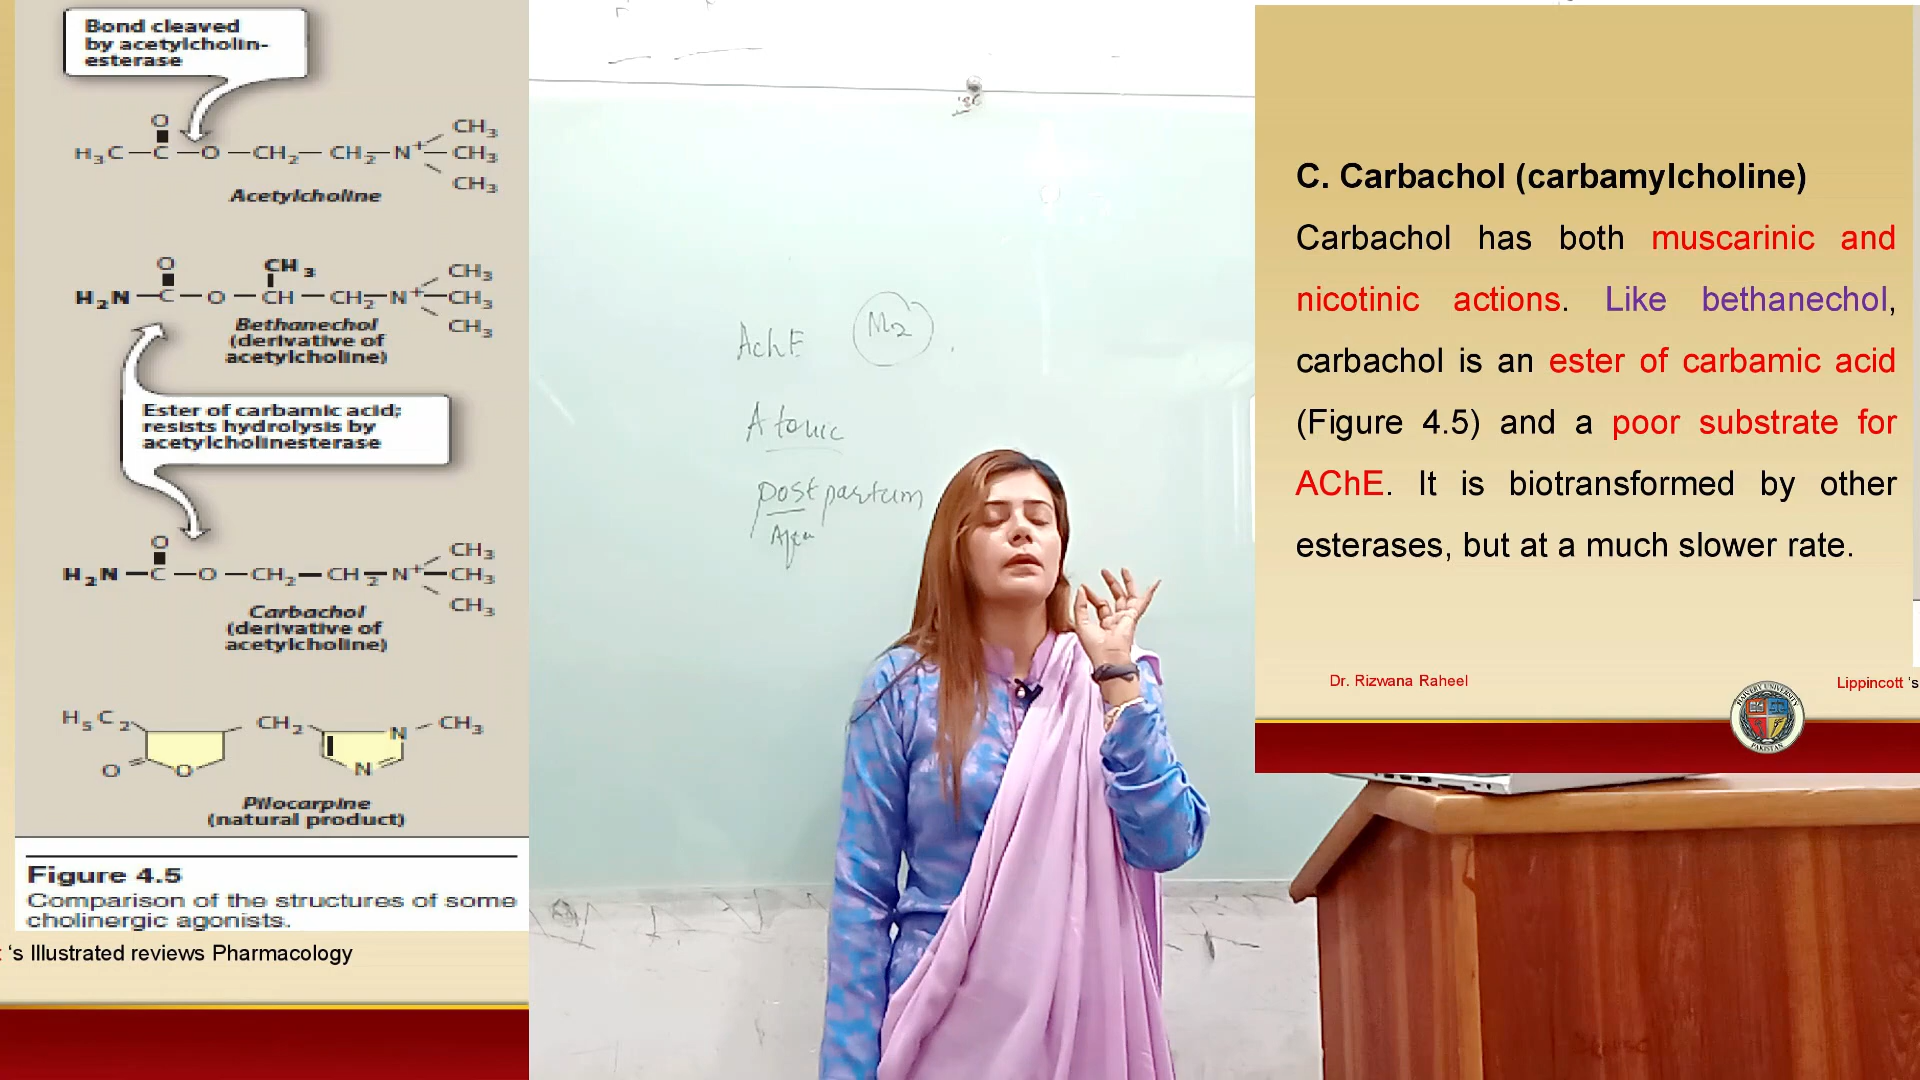 Bond cleaved
by acetylcholin-
esterase
O
H₃C — C — O — CH₂ — CH₂ — N⁺ — CH₃
CH₃
CH₃
Acetylcholine
O
CH₃
H₂N — C — O — CH — CH₂ — N⁺ — CH₃
CH₃
CH₃
Bethanechol
(derivative of
acetylcholine)
Ester of carbamic acid;
resists hydrolysis by
acetylcholinesterase
O
H₂N — C — O — CH₂ — CH₂ — N⁺ — CH₃
CH₃
CH₃
Carbachol
(derivative of
acetylcholine)
H₅C₂
CH₂
N — CH₃
O
O
N
Pilocarpine
(natural product)
Figure 4.5
Comparison of the structures of some
cholinergic agonists.
‘s Illustrated reviews Pharmacology
AchE
M2
Atonic
postpartum
C. Carbachol (carbamylcholine)
Carbachol has both muscarinic and
nicotinic actions. Like bethanechol,
carbachol is an ester of carbamic acid
(Figure 4.5) and a poor substrate for
AChE. It is biotransformed by other
esterases, but at a much slower rate.
Dr. Rizwana Raheel
Lippincott ‘s
PAKISTAN